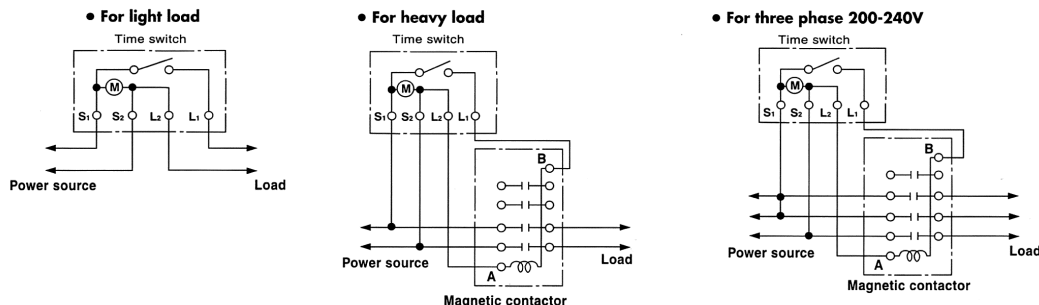 ● For light load
Time switch
M
S1 S2 L2 L1
Power source
Load
● For heavy load
Time switch
M
S1 S2 L2 L1
B
Power source
A
Load
Magnetic contactor
● For three phase 200-240V
Time switch
M
S1 S2 L2 L1
B
Power source
A
Load
Magnetic contactor